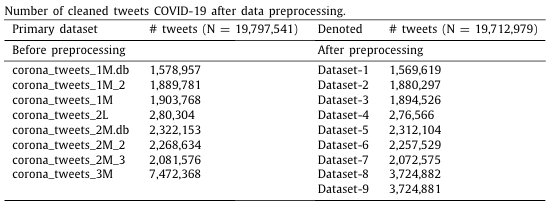 Number of cleaned tweets COVID-19 after data preprocessing.
Primary dataset # tweets (N = 19,797,541) Denoted # tweets (N = 19,712,979)
Before preprocessing After preprocessing
corona_tweets_1M.db 1,578,957 Dataset-1 1,569,619
corona_tweets_1M_2 1,889,781 Dataset-2 1,880,297
corona_tweets_1M 1,903,768 Dataset-3 1,894,526
corona_tweets_2L 2,80,304 Dataset-4 2,76,566
corona_tweets_2M.db 2,322,153 Dataset-5 2,312,104
corona_tweets_2M_2 2,268,634 Dataset-6 2,257,529
corona_tweets_2M_3 2,081,576 Dataset-7 2,072,575
corona_tweets_3M 7,472,368 Dataset-8 3,724,882
Dataset-9 3,724,881